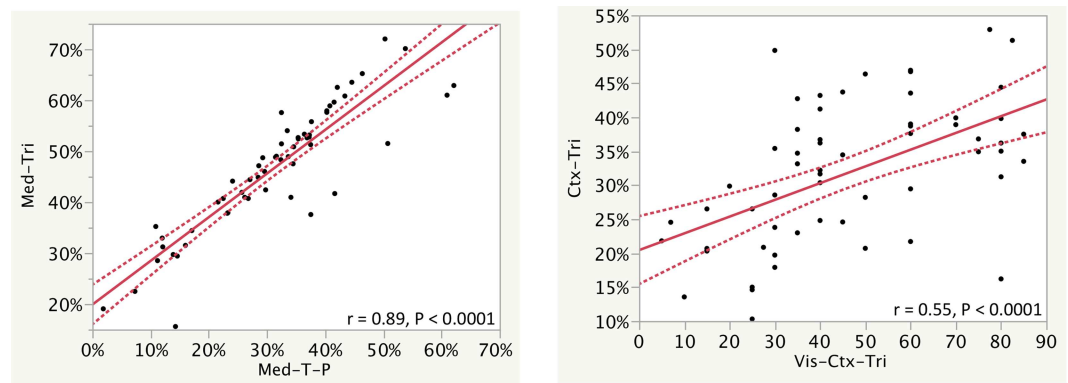 70%
60%
50%
40%
30%
20%
Med-Tri
r = 0.89, P < 0.0001
0% 10% 20% 30% 40% 50% 60% 70%
Med-T-P
55%
50%
45%
40%
35%
30%
25%
20%
15%
10%
Ctx-Tri
r = 0.55, P < 0.0001
0 10 20 30 40 50 60 70 80 90
Vis-Ctx-Tri